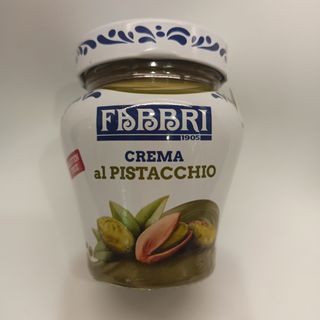 FABBRI
1905
CREMA
al PISTACCHIO